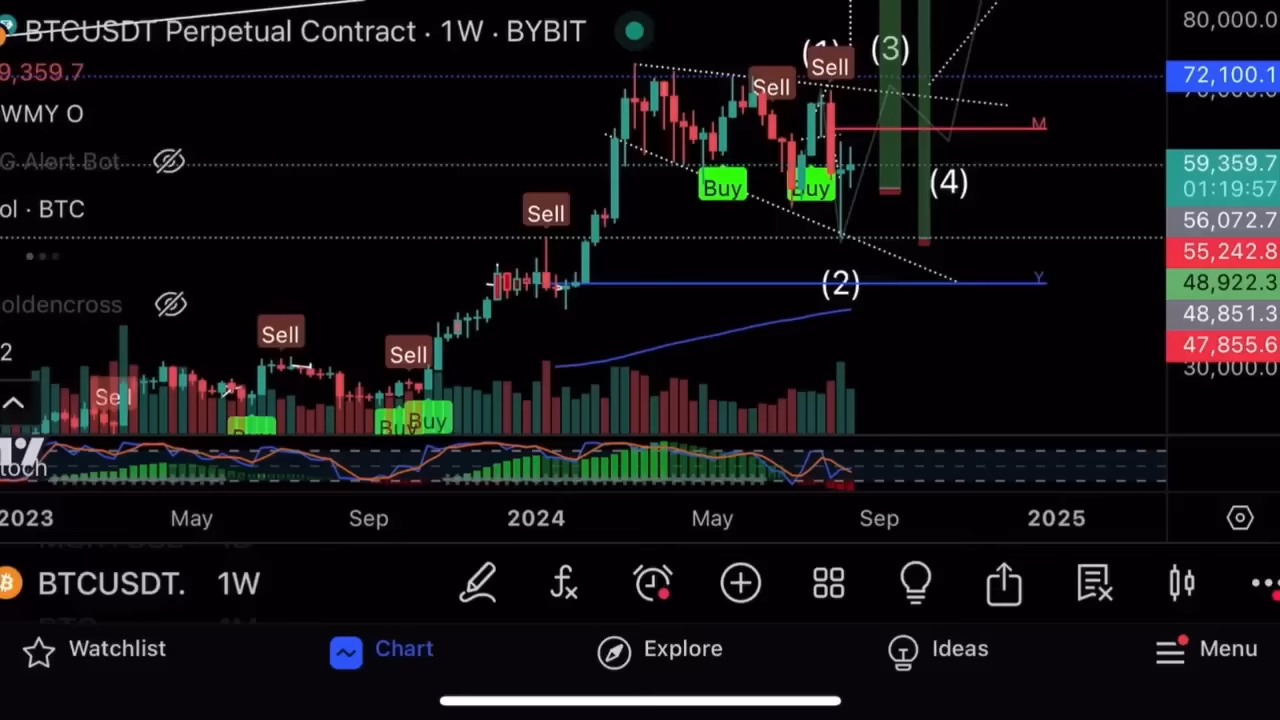 BTCUSDT Perpetual Contract · 1W · BYBIT
80,000.0
(3)
Sell
Sell
72,100.1
9,359.7
WMY O
M
G Alert Bot
59,359.7
01:19:57
Buy
Buy
(4)
ol · BTC
Sell
56,072.7
55,242.8
(2)
Y
48,922.3
oldencross
48,851.3
Sell
47,855.6
2
Sell
30,000.0
Sell
Buy
Buy
toch
2023
May
Sep
2024
May
Sep
2025
BTCUSDT. 1W
Watchlist
Chart
Explore
Ideas
Menu